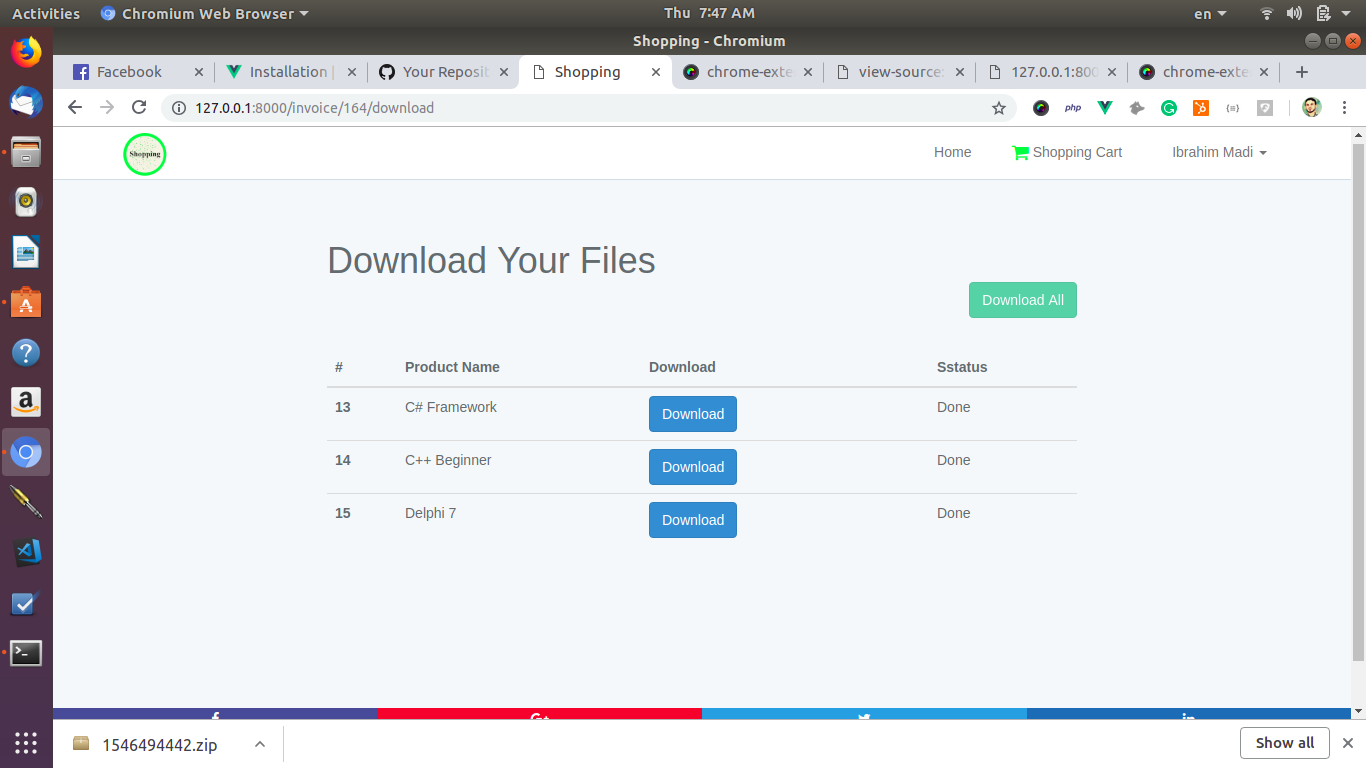 Activities Chromium Web Browser Thu 7:47 AM en
Shopping - Chromium
Facebook Installation Your Reposit Shopping chrome-exte view-source: 127.0.0.1:800 chrome-exte
127.0.0.1:8000/invoice/164/download php
Shopping Home Shopping Cart Ibrahim Madi
Download Your Files
Download All
# Product Name Download Sstatus
13 C# Framework Download Done
14 C++ Beginner Download Done
15 Delphi 7 Download Done
1546494442.zip Show all